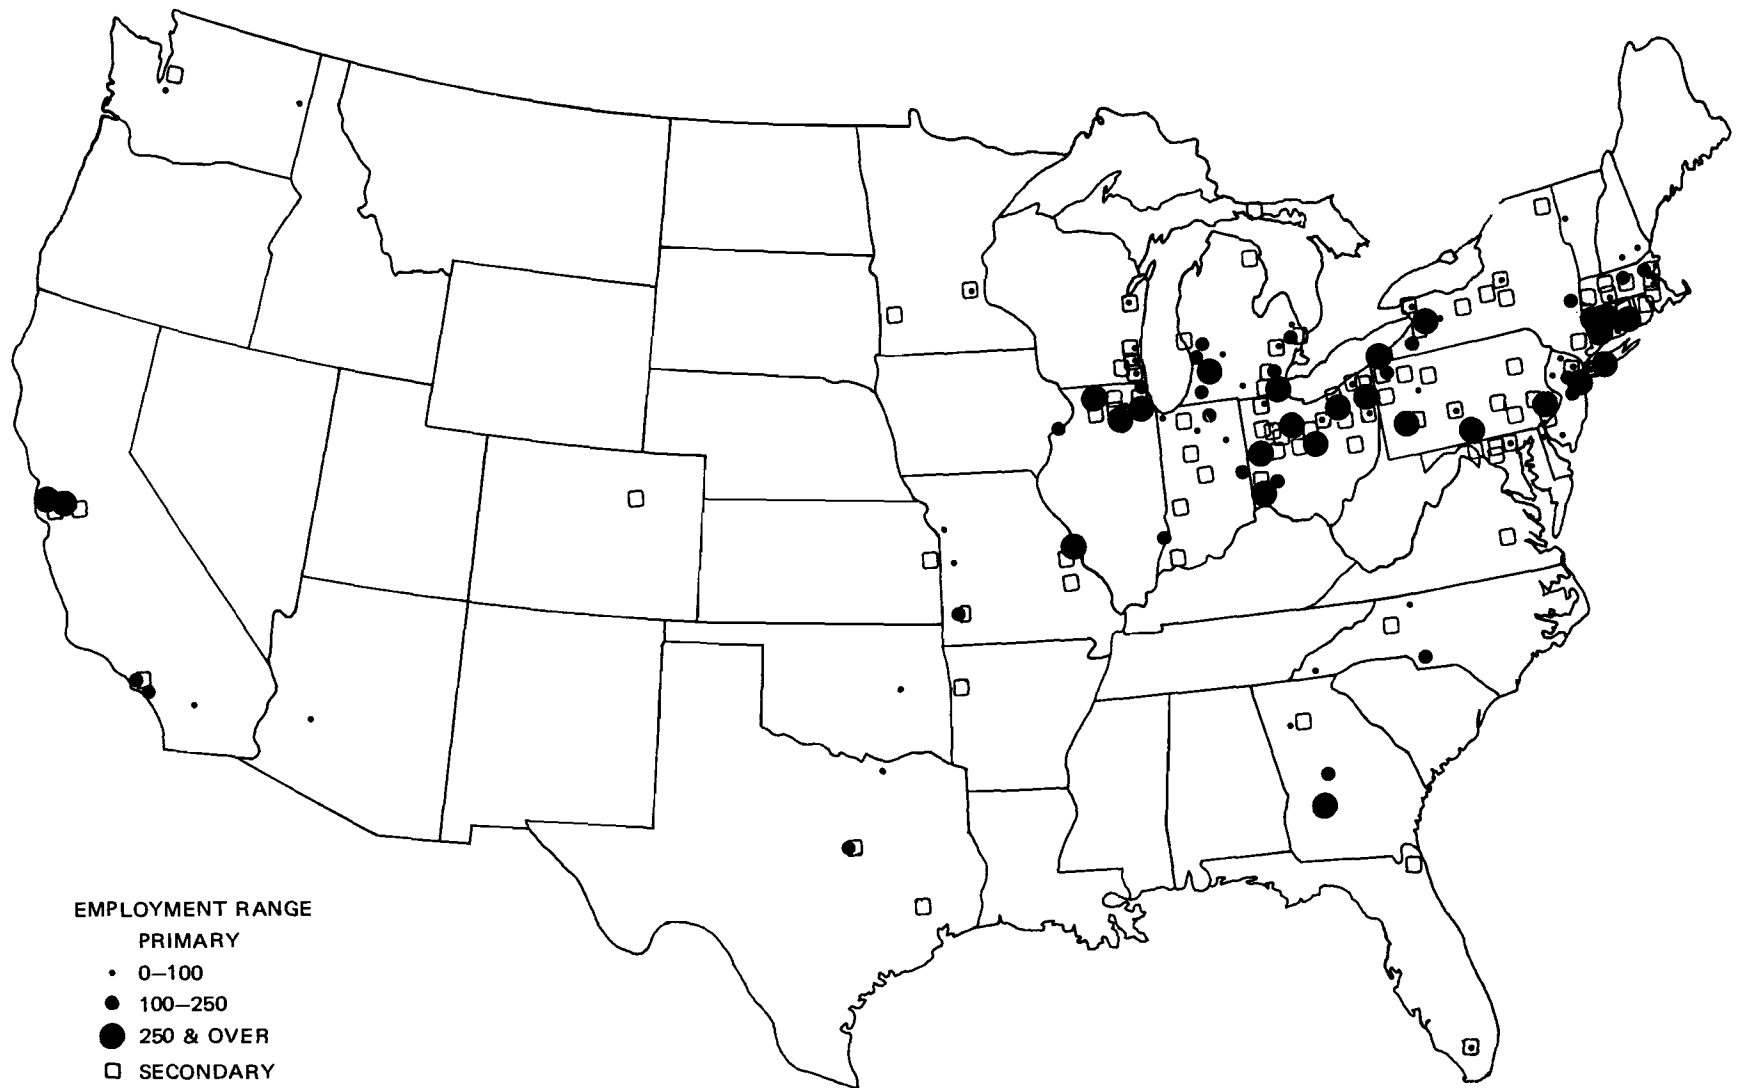 EMPLOYMENT RANGE
PRIMARY
0–100
100–250
250 & OVER
SECONDARY